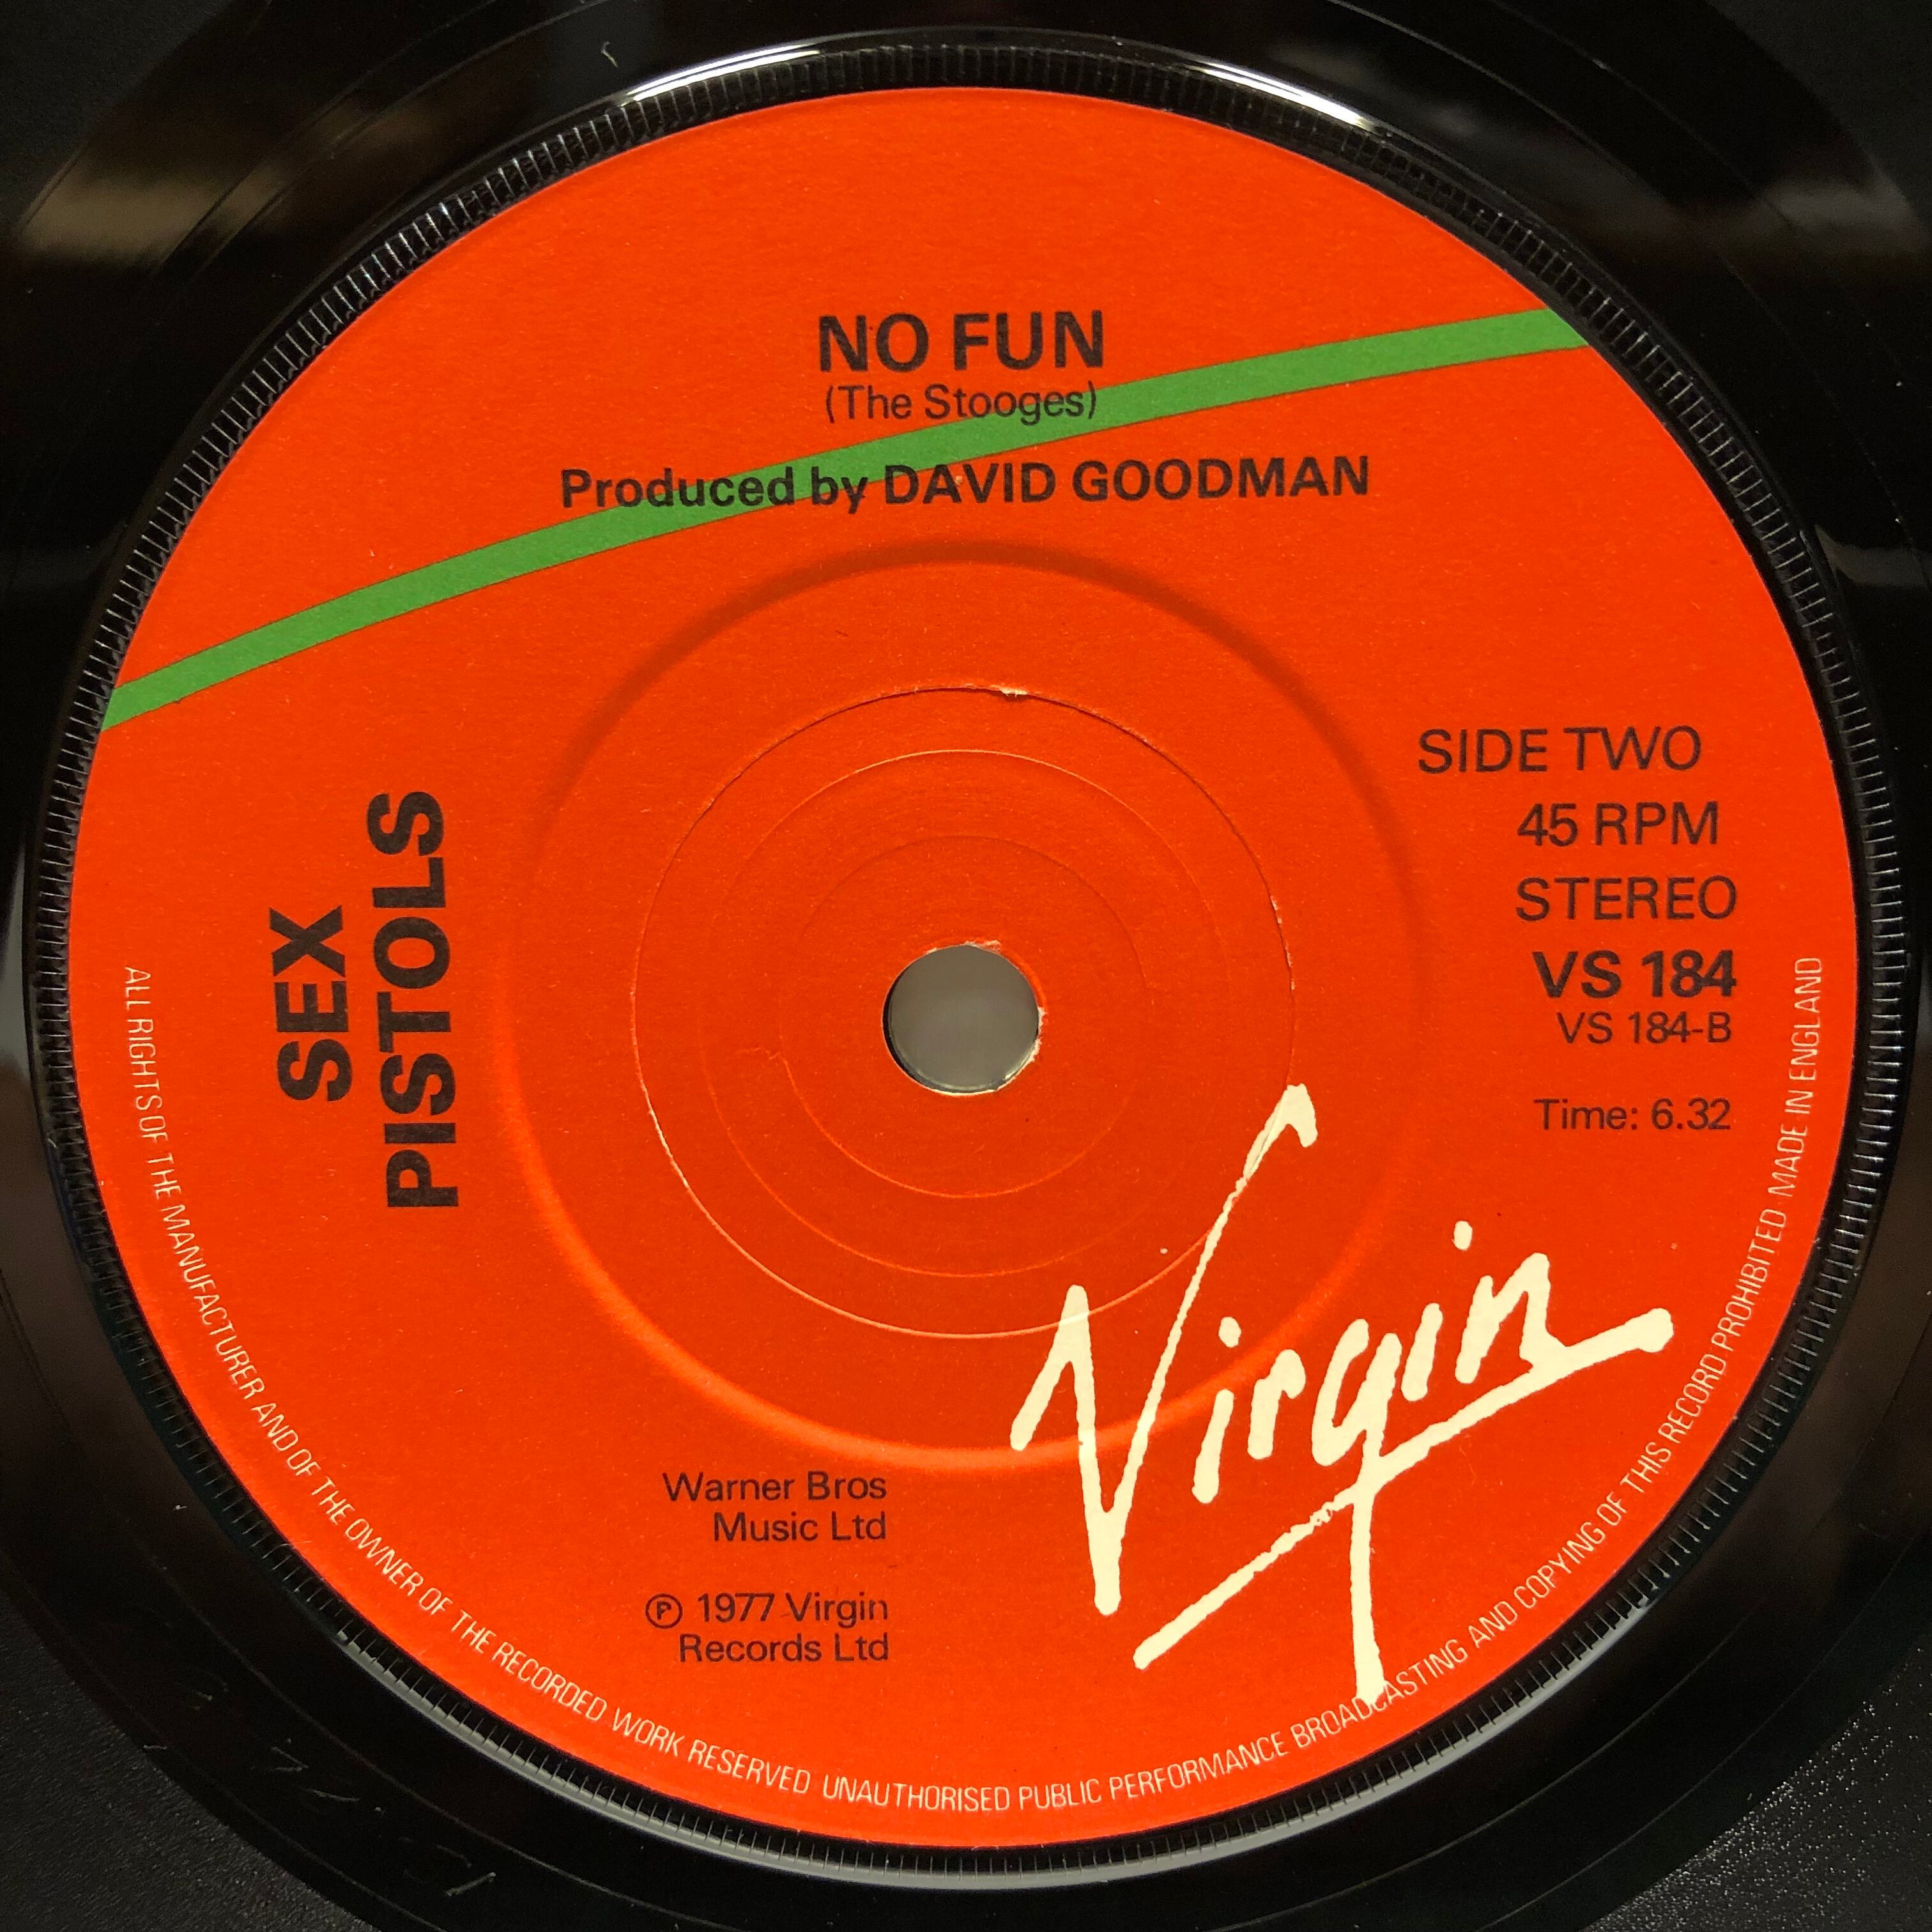 NO FUN
(The Stooges)
Produced by DAVID GOODMAN
SEX
PISTOLS
SIDE TWO
45 RPM
STEREO
VS 184
VS 184-B
Time: 6.32
Virgin
Warner Bros
Music Ltd
℗ 1977 Virgin
Records Ltd
ALL RIGHTS OF THE MANUFACTURER AND OF THE OWNER OF THE RECORDED WORK RESERVED UNAUTHORISED PUBLIC PERFORMANCE BROADCASTING AND COPYING OF THIS RECORD PROHIBITED MADE IN ENGLAND